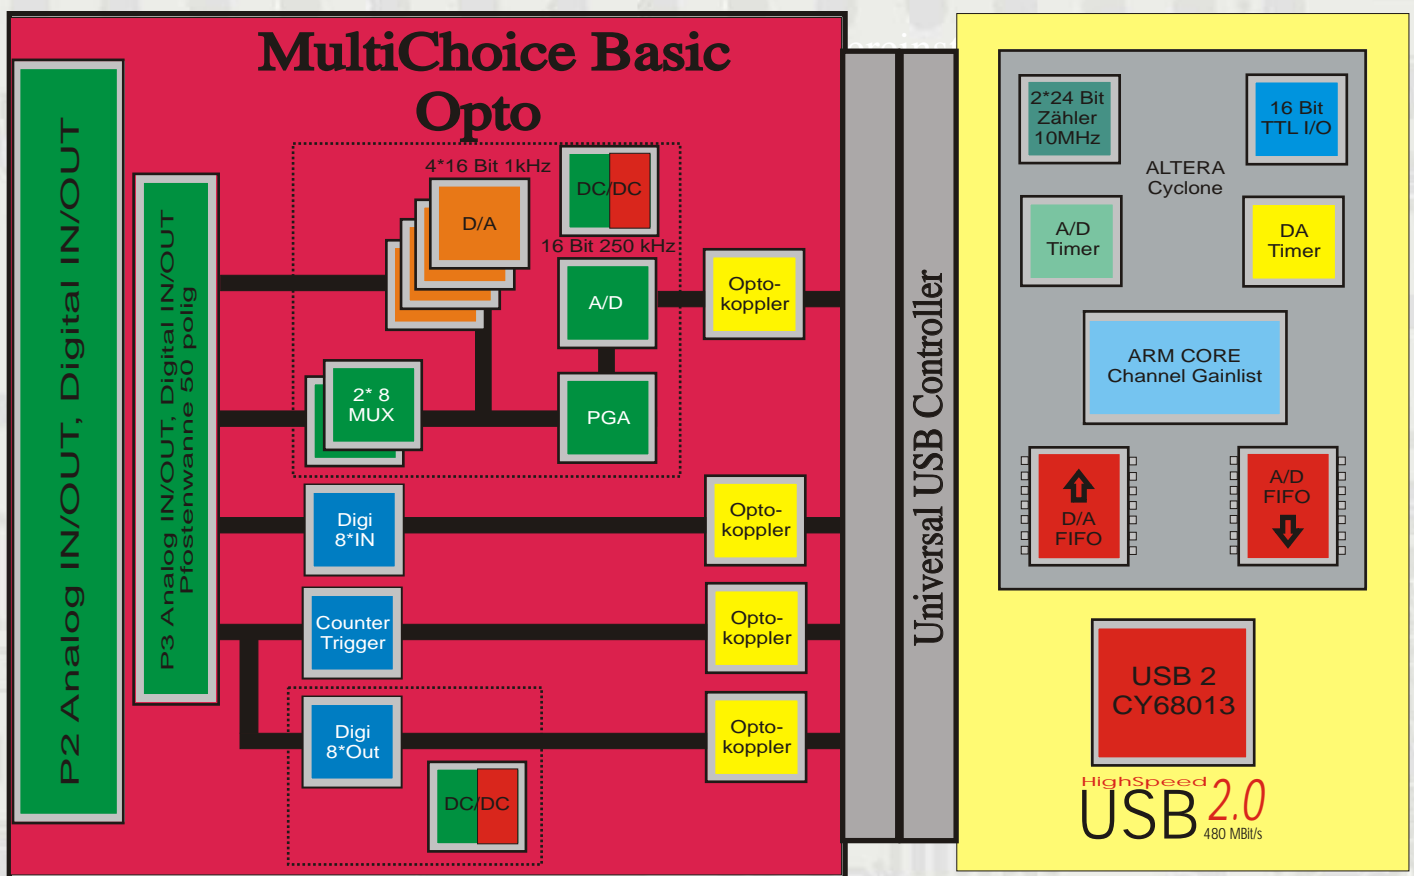 MultiChoice Basic
Opto
P2 Analog IN/OUT, Digital IN/OUT
P3 Analog IN/OUT, Digital IN/OUT
Pfostenwanne 50 polig
4*16 Bit 1kHz
D/A
DC/DC
16 Bit 250 kHz
A/D
2* 8
MUX
PGA
Opto-
koppler
Digi
8*IN
Opto-
koppler
Counter
Trigger
Opto-
koppler
Digi
8*Out
Opto-
koppler
DC/DC
Universal USB Controller
2*24 Bit
Zähler
10MHz
16 Bit
TTL I/O
ALTERA
Cyclone
A/D
Timer
DA
Timer
ARM CORE
Channel Gainlist
D/A
FIFO
A/D
FIFO
USB 2
CY68013
HighSpeed
USB 2.0
480 MBit/s